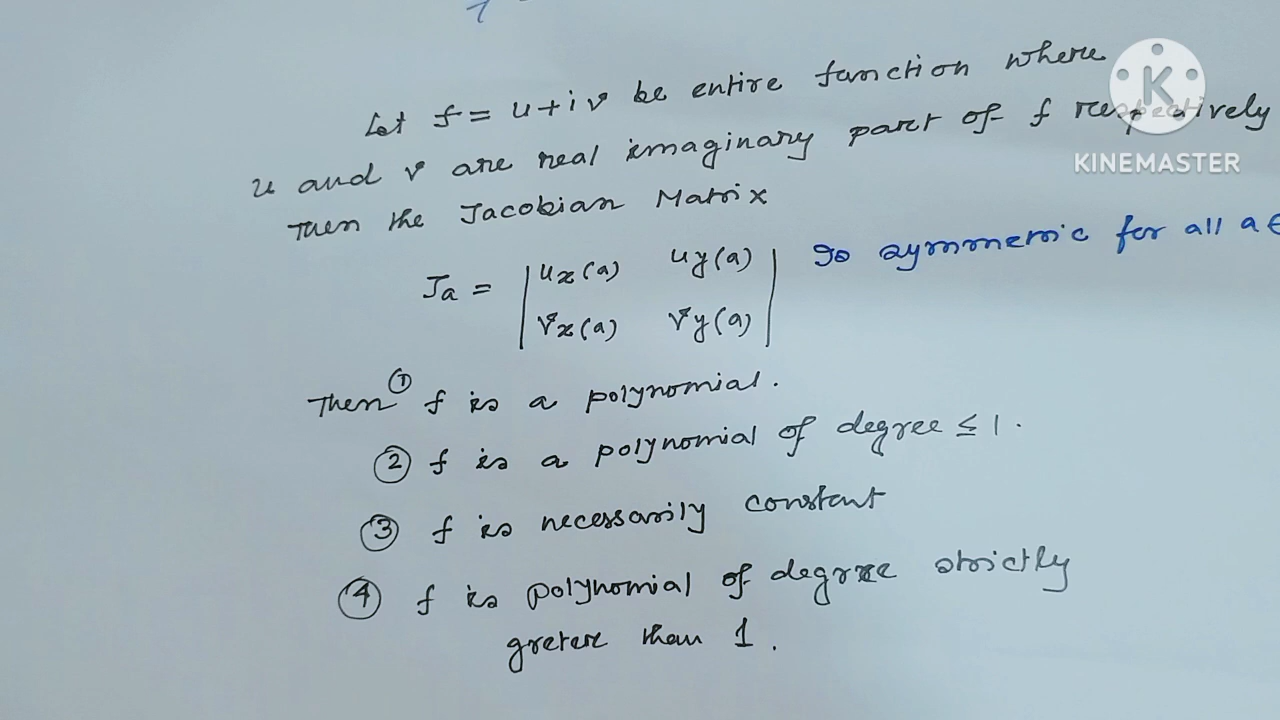 Let f = u+iv be entire function where
u and v are real imaginary part of f respectively
Then the Jacobian Matrix
Ja = | ux(a) uy(a) | Is symmetric for all a ∈
| vx(a) vy(a) |
Then ① f is a polynomial.
② f is a polynomial of degree ≤ 1.
③ f is necessarily constant
④ f is polynomial of degree strictly
greter than 1.
K
KINEMASTER